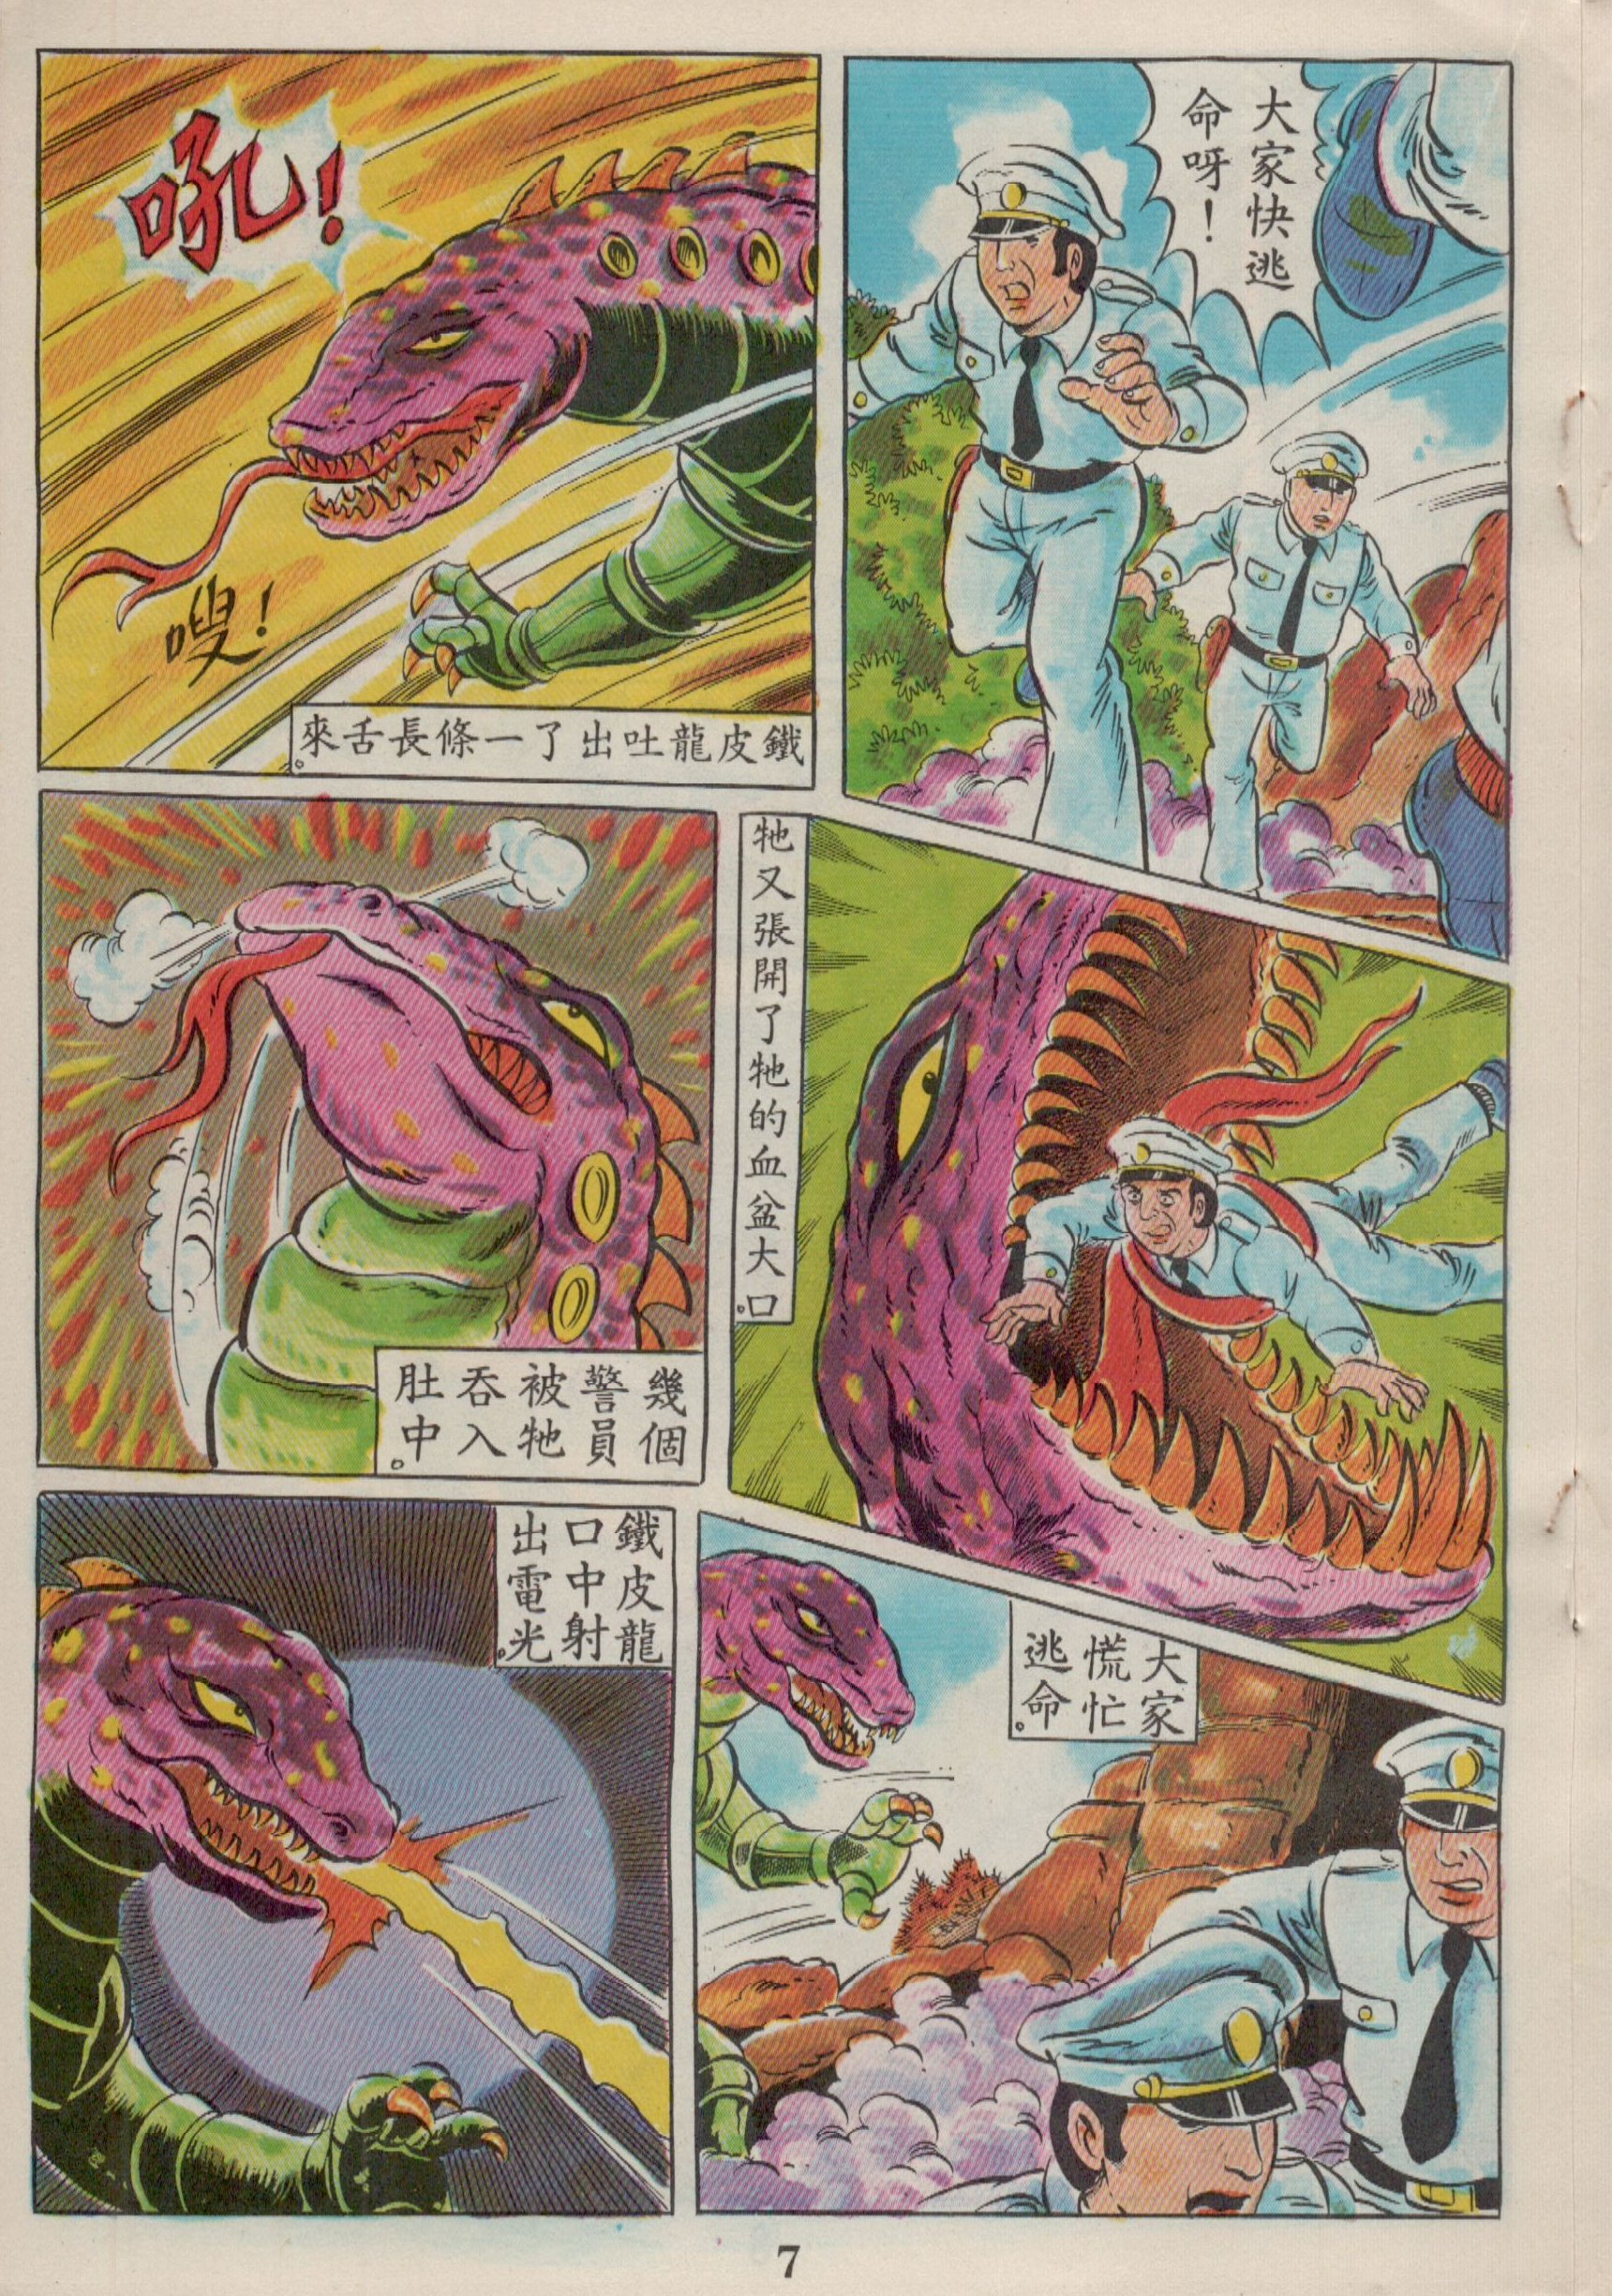 大家快逃
命呀！
吼！
嗖！
鐵皮龍吐出了一條長舌來。
牠又張開了牠的血盆大口。
幾個
警員
被牠
吞入
肚中。
大家
慌忙
逃命。
鐵皮龍
口中射
出電光。
7